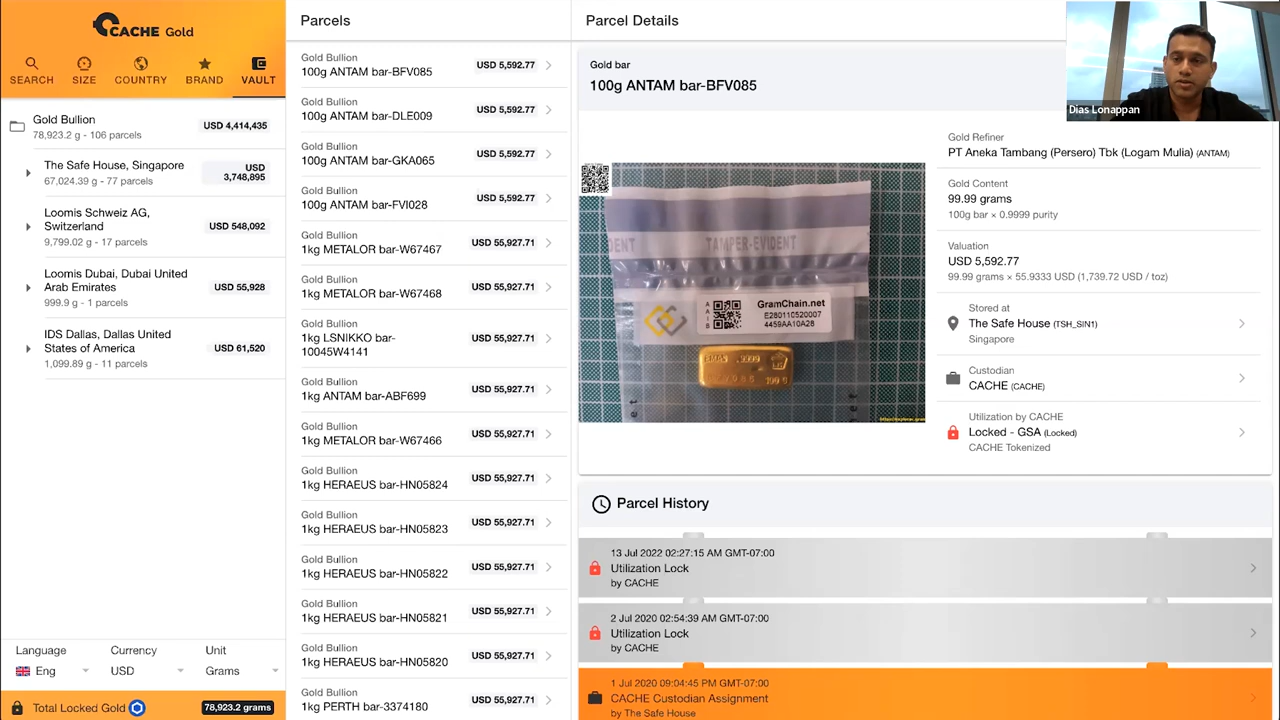 CACHE Gold
SEARCH
SIZE
COUNTRY
BRAND
VAULT
Gold Bullion
78,923.2 g - 106 parcels
USD 4,414,435
The Safe House, Singapore
67,024.39 g - 77 parcels
USD
3,748,895
Loomis Schweiz AG,
Switzerland
9,799.02 g - 17 parcels
USD 548,092
Loomis Dubai, Dubai United
Arab Emirates
999.9 g - 1 parcels
USD 55,928
IDS Dallas, Dallas United
States of America
1,099.89 g - 11 parcels
USD 61,520
Language
Eng
Currency
USD
Unit
Grams
Total Locked Gold
78,923.2 grams
Parcels
Gold Bullion
100g ANTAM bar-BFV085
USD 5,592.77
Gold Bullion
100g ANTAM bar-DLE009
USD 5,592.77
Gold Bullion
100g ANTAM bar-GKA065
USD 5,592.77
Gold Bullion
100g ANTAM bar-FVI028
USD 5,592.77
Gold Bullion
1kg METALOR bar-W67467
USD 55,927.71
Gold Bullion
1kg METALOR bar-W67468
USD 55,927.71
Gold Bullion
1kg LSNIKKO bar-
10045W4141
USD 55,927.71
Gold Bullion
1kg ANTAM bar-ABF699
USD 55,927.71
Gold Bullion
1kg METALOR bar-W67466
USD 55,927.71
Gold Bullion
1kg HERAEUS bar-HN05824
USD 55,927.71
Gold Bullion
1kg HERAEUS bar-HN05823
USD 55,927.71
Gold Bullion
1kg HERAEUS bar-HN05822
USD 55,927.71
Gold Bullion
1kg HERAEUS bar-HN05821
USD 55,927.71
Gold Bullion
1kg HERAEUS bar-HN05820
USD 55,927.71
Gold Bullion
1kg PERTH bar-3374180
USD 55,927.71
Parcel Details
Gold bar
100g ANTAM bar-BFV085
Dias Lonappan
TAMPER-EVIDENT
GramChain.net
E280110520007
4459AA10A28
Gold Refiner
PT Aneka Tambang (Persero) Tbk (Logam Mulia) (ANTAM)
Gold Content
99.99 grams
100g bar × 0.9999 purity
Valuation
USD 5,592.77
99.99 grams × 55.9333 USD (1,739.72 USD / toz)
Stored at
The Safe House (TSH_SIN1)
Singapore
Custodian
CACHE (CACHE)
Utilization by CACHE
Locked - GSA (Locked)
CACHE Tokenized
Parcel History
13 Jul 2022 02:27:15 AM GMT-07:00
Utilization Lock
by CACHE
2 Jul 2020 02:54:39 AM GMT-07:00
Utilization Lock
by CACHE
1 Jul 2020 09:04:45 PM GMT-07:00
CACHE Custodian Assignment
by The Safe House